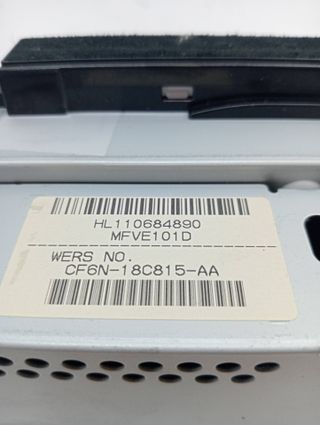 HL110684890
MFVE101D
WERS NO.
CF6N-18C815-AA